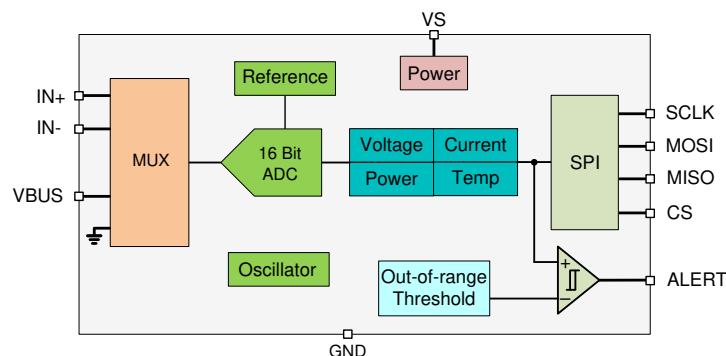 VS
Reference
Power
IN+
IN-
VBUS
MUX
16 Bit
ADC
Voltage
Current
Power
Temp
SPI
SCLK
MOSI
MISO
CS
Oscillator
Out-of-range
Threshold
+
−
ALERT
GND